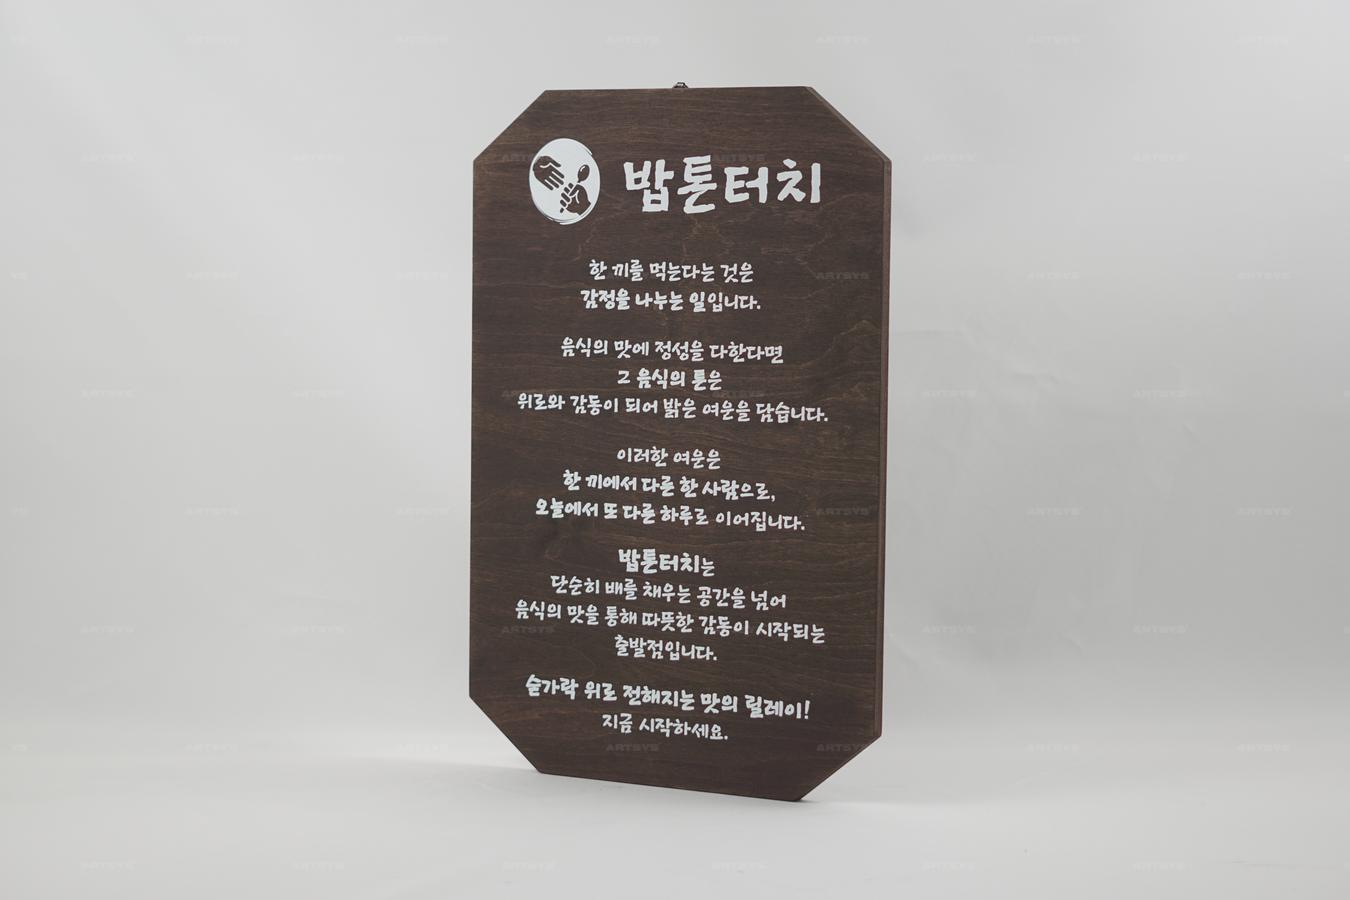 밥톤터치
한 끼를 먹는다는 것은
감정을 나누는 일입니다.
음식의 맛에 정성을 다한다면
그 음식의 톤은
위로와 감동이 되어 밝은 여운을 담습니다.
이러한 여운은
한 끼에서 다른 한 사람으로,
오늘에서 또 다른 하루로 이어집니다.
밥톤터치는
단순히 배를 채우는 공간을 넘어
음식의 맛을 통해 따뜻한 감동이 시작되는
출발점입니다.
숟가락 위로 전해지는 맛의 릴레이!
지금 시작하세요.
ARTSYS